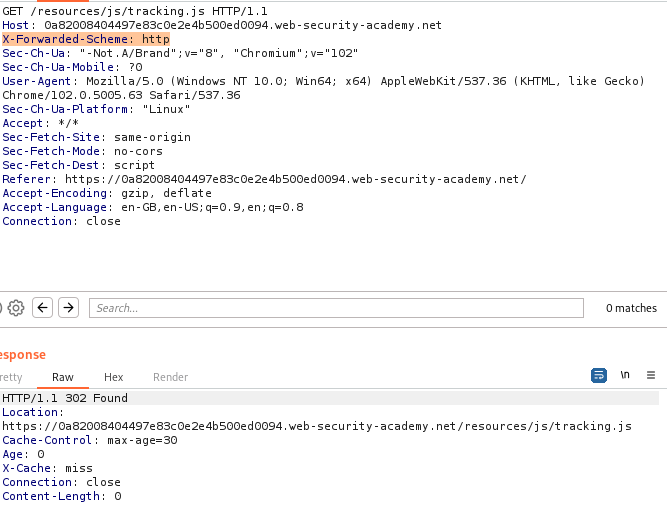 GET /resources/js/tracking.js HTTP/1.1
Host: 0a82008404497e83c0e2e4b500ed0094.web-security-academy.net
X-Forwarded-Scheme: http
Sec-Ch-Ua: "-Not.A/Brand";v="8", "Chromium";v="102"
Sec-Ch-Ua-Mobile: ?0
User-Agent: Mozilla/5.0 (Windows NT 10.0; Win64; x64) AppleWebKit/537.36 (KHTML, like Gecko)
Chrome/102.0.5005.63 Safari/537.36
Sec-Ch-Ua-Platform: "Linux"
Accept: */*
Sec-Fetch-Site: same-origin
Sec-Fetch-Mode: no-cors
Sec-Fetch-Dest: script
Referer: https://0a82008404497e83c0e2e4b500ed0094.web-security-academy.net/
Accept-Encoding: gzip, deflate
Accept-Language: en-GB,en-US;q=0.9,en;q=0.8
Connection: close
Search... 0 matches
esponse
retty Raw Hex Render \n
HTTP/1.1 302 Found
Location:
https://0a82008404497e83c0e2e4b500ed0094.web-security-academy.net/resources/js/tracking.js
Cache-Control: max-age=30
Age: 0
X-Cache: miss
Connection: close
Content-Length: 0